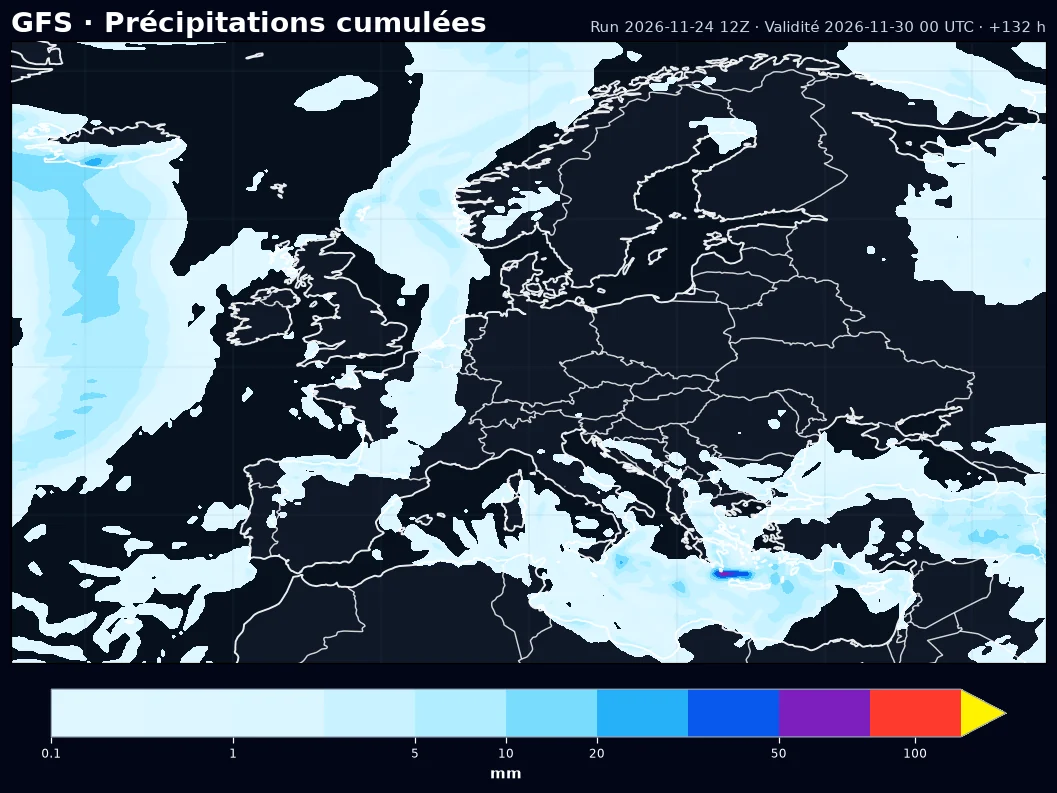 GFS · Précipitations cumulées
Run 2026-11-24 12Z · Validité 2026-11-30 00 UTC · +132 h
0.1 1 5 10 20 50 100
mm